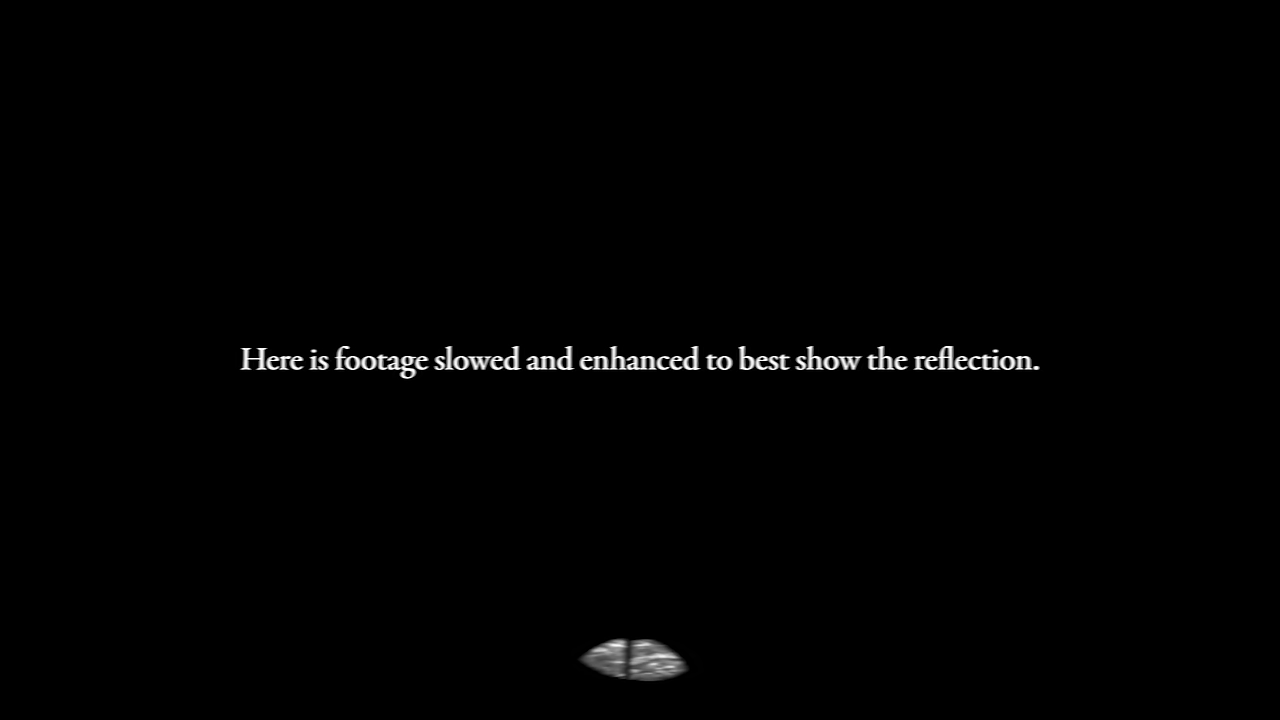 Here is footage slowed and enhanced to best show the reflection.